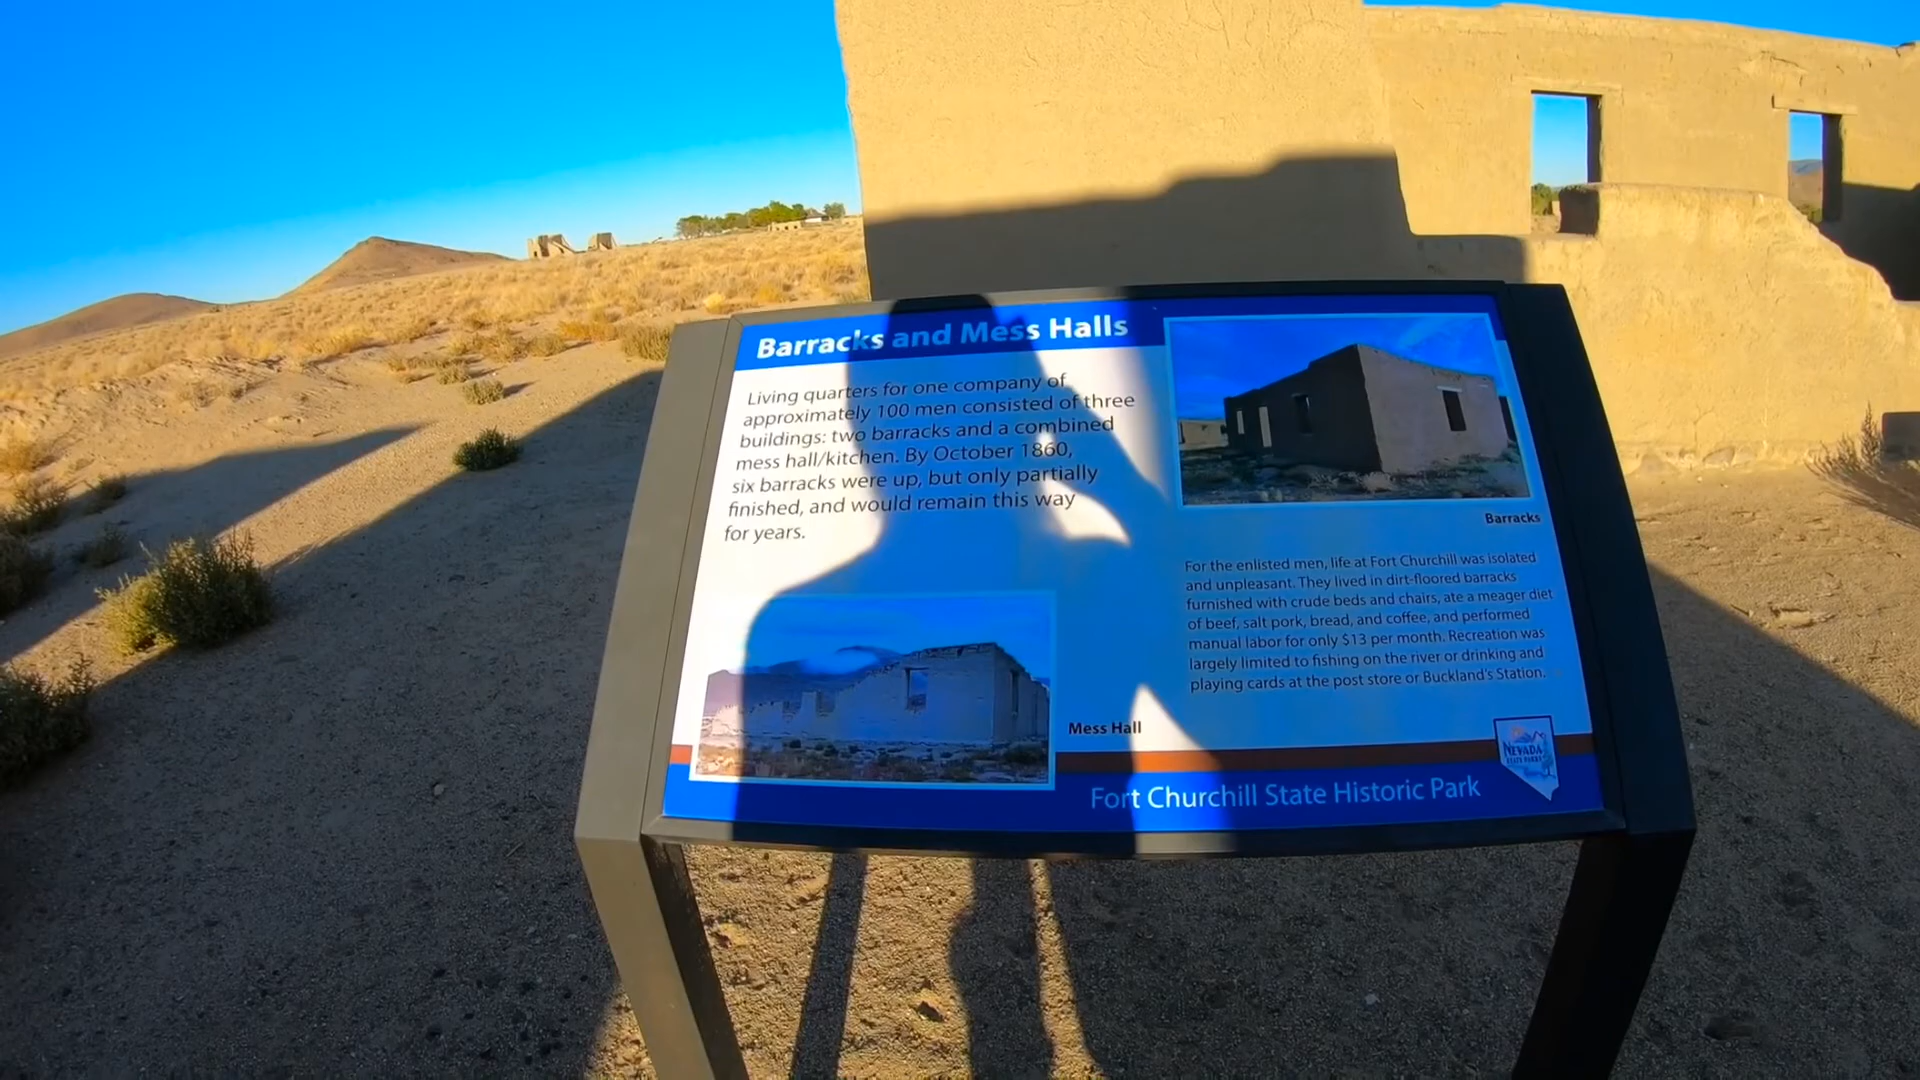 Barracks and Mess Halls
Living quarters for one company of
approximately 100 men consisted of three
buildings: two barracks and a combined
mess hall/kitchen. By October 1860,
six barracks were up, but only partially
finished, and would remain this way
for years.
Mess Hall
Barracks
For the enlisted men, life at Fort Churchill was isolated
and unpleasant. They lived in dirt-floored barracks
furnished with crude beds and chairs, ate a meager diet
of beef, salt pork, bread, and coffee, and performed
manual labor for only $13 per month. Recreation was
largely limited to fishing on the river or drinking and
playing cards at the post store or Buckland's Station.
Fort Churchill State Historic Park
NEVADA
STATE PARKS